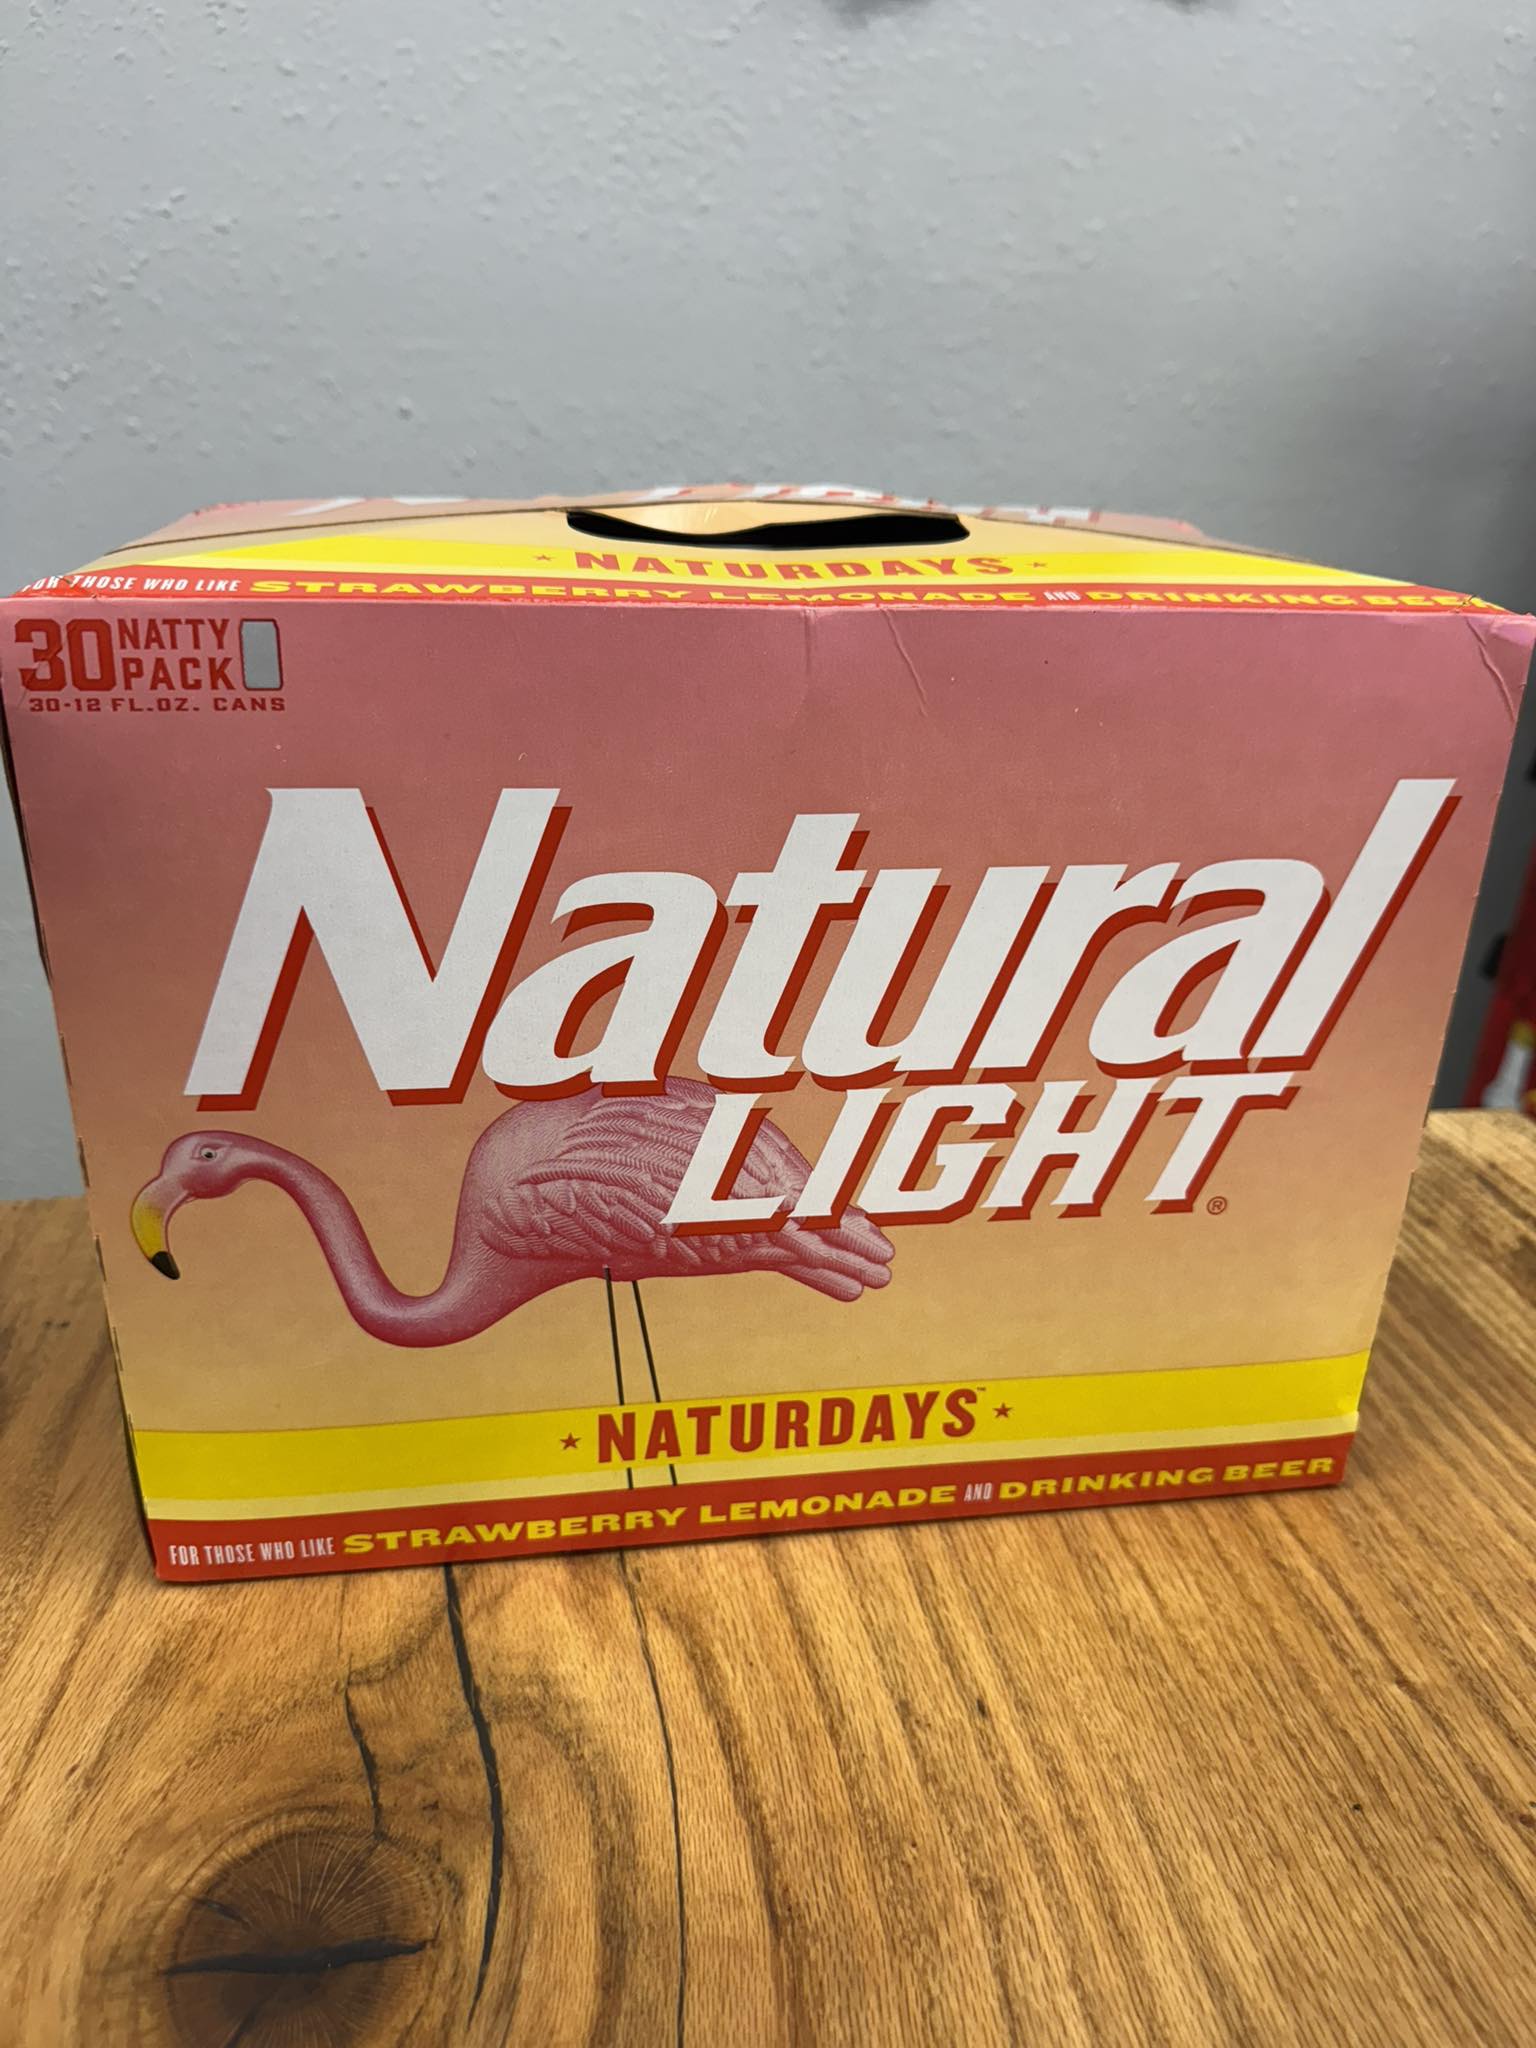 * NATURDAYS *
FOR THOSE WHO LIKE STRAWBERRY LEMONADE AND DRINKING BEER
30 NATTY
PACK
30-12 FL.OZ. CANS
Natural
LIGHT®
* NATURDAYS™ *
FOR THOSE WHO LIKE STRAWBERRY LEMONADE AND DRINKING BEER